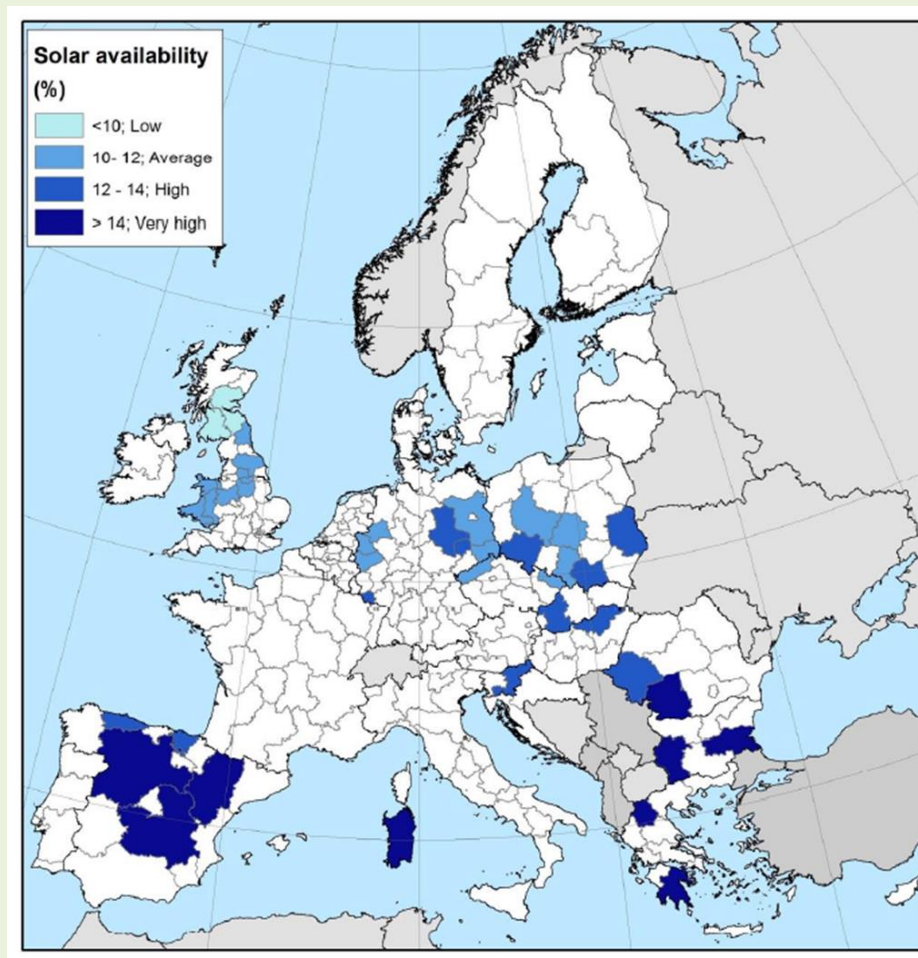 Solar availability
(%)
<10; Low
10- 12; Average
12 - 14; High
> 14; Very high